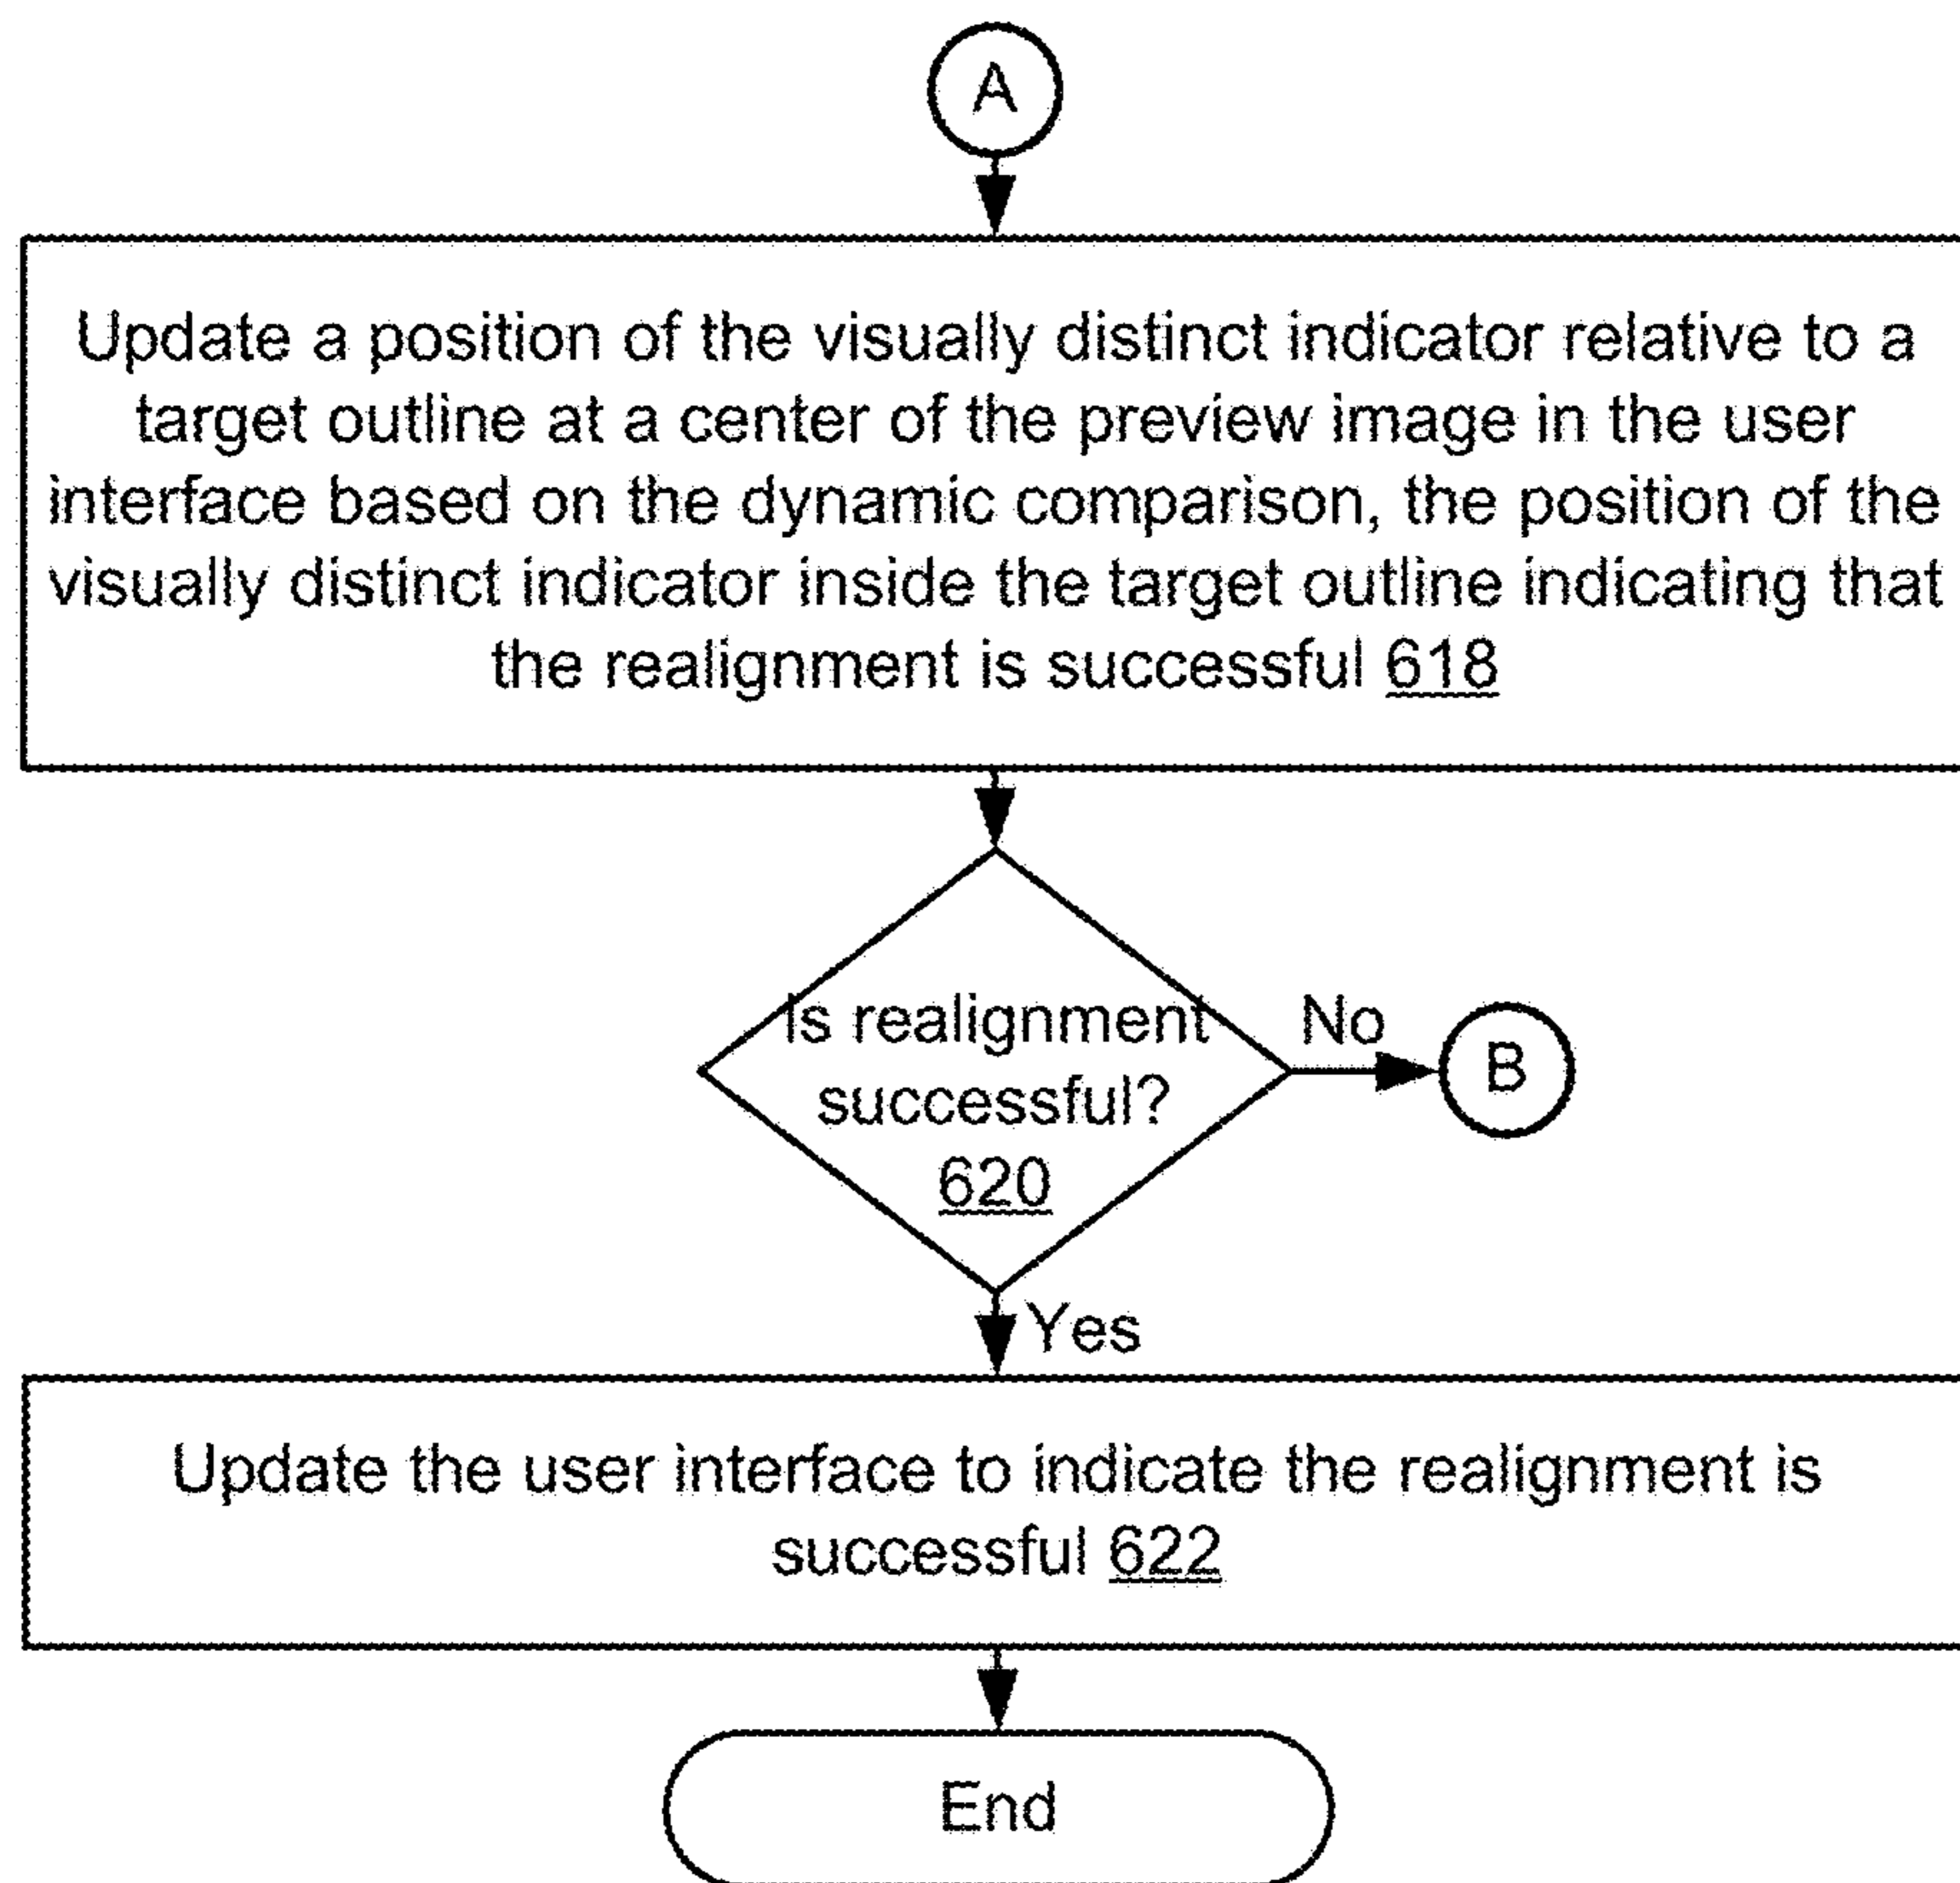 A
Update a position of the visually distinct indicator relative to a
target outline at a center of the preview image in the user
interface based on the dynamic comparison, the position of the
visually distinct indicator inside the target outline indicating that
the realignment is successful 618
Is realignment
successful?
620
No
B
Yes
Update the user interface to indicate the realignment is
successful 622
End